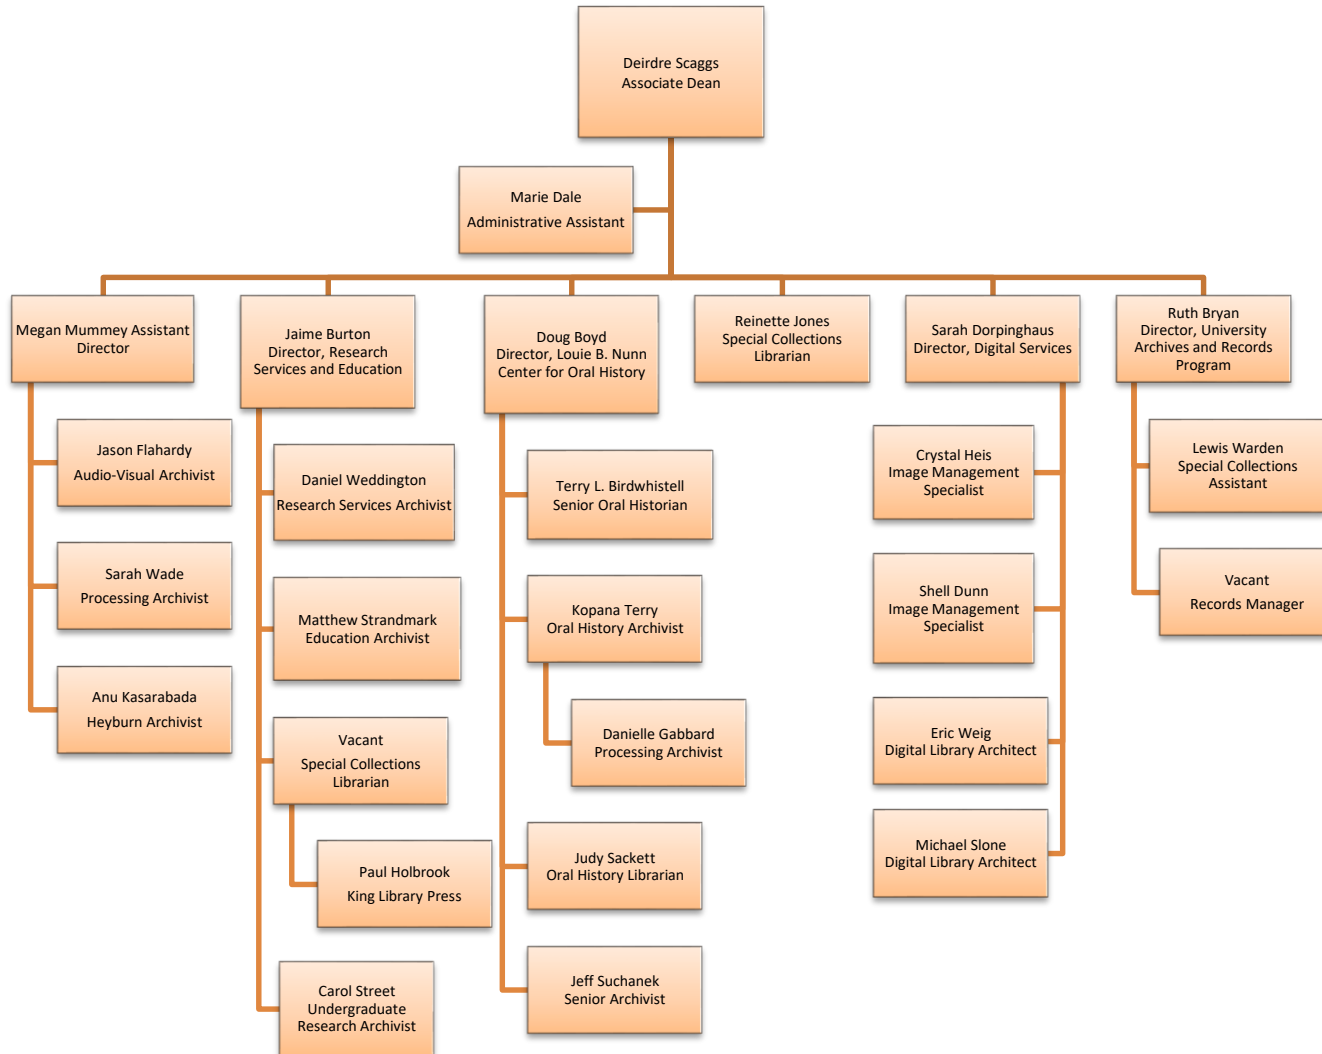 Deirdre Scaggs
Associate Dean
Marie Dale
Administrative Assistant
Megan Mummey Assistant
Director
Jason Flahardy
Audio-Visual Archivist
Sarah Wade
Processing Archivist
Anu Kasarabada
Heyburn Archivist
Jaime Burton
Director, Research
Services and Education
Daniel Weddington
Research Services Archivist
Matthew Strandmark
Education Archivist
Vacant
Special Collections
Librarian
Paul Holbrook
King Library Press
Carol Street
Undergraduate
Research Archivist
Doug Boyd
Director, Louie B. Nunn
Center for Oral History
Terry L. Birdwhistell
Senior Oral Historian
Kopana Terry
Oral History Archivist
Danielle Gabbard
Processing Archivist
Judy Sackett
Oral History Librarian
Jeff Suchanek
Senior Archivist
Reinette Jones
Special Collections
Librarian
Sarah Dorpinghaus
Director, Digital Services
Crystal Heis
Image Management
Specialist
Shell Dunn
Image Management
Specialist
Eric Weig
Digital Library Architect
Michael Slone
Digital Library Architect
Ruth Bryan
Director, University
Archives and Records
Program
Lewis Warden
Special Collections
Assistant
Vacant
Records Manager